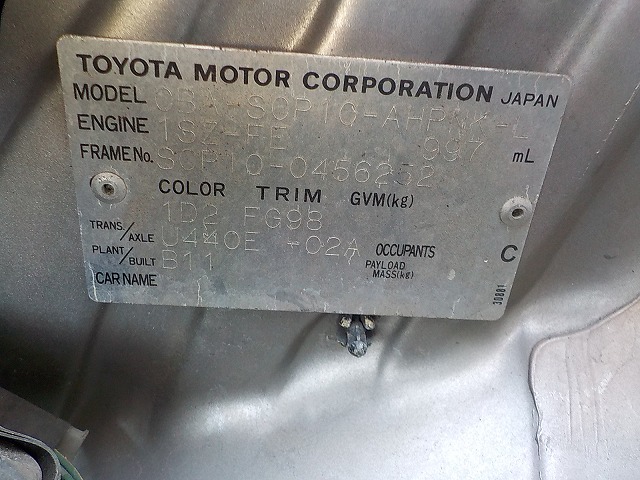 TOYOTA MOTOR CORPORATION JAPAN
MODEL CBA-SCP10-AHPNK-L
ENGINE 1SZ-FE 997 mL
FRAME No. SCP10-0456252
COLOR TRIM GVM(kg)
1D2 FG98
TRANS./AXLE U440E -02A OCCUPANTS C
PLANT/BUILT B11 PAYLOAD MASS(kg)
CAR NAME